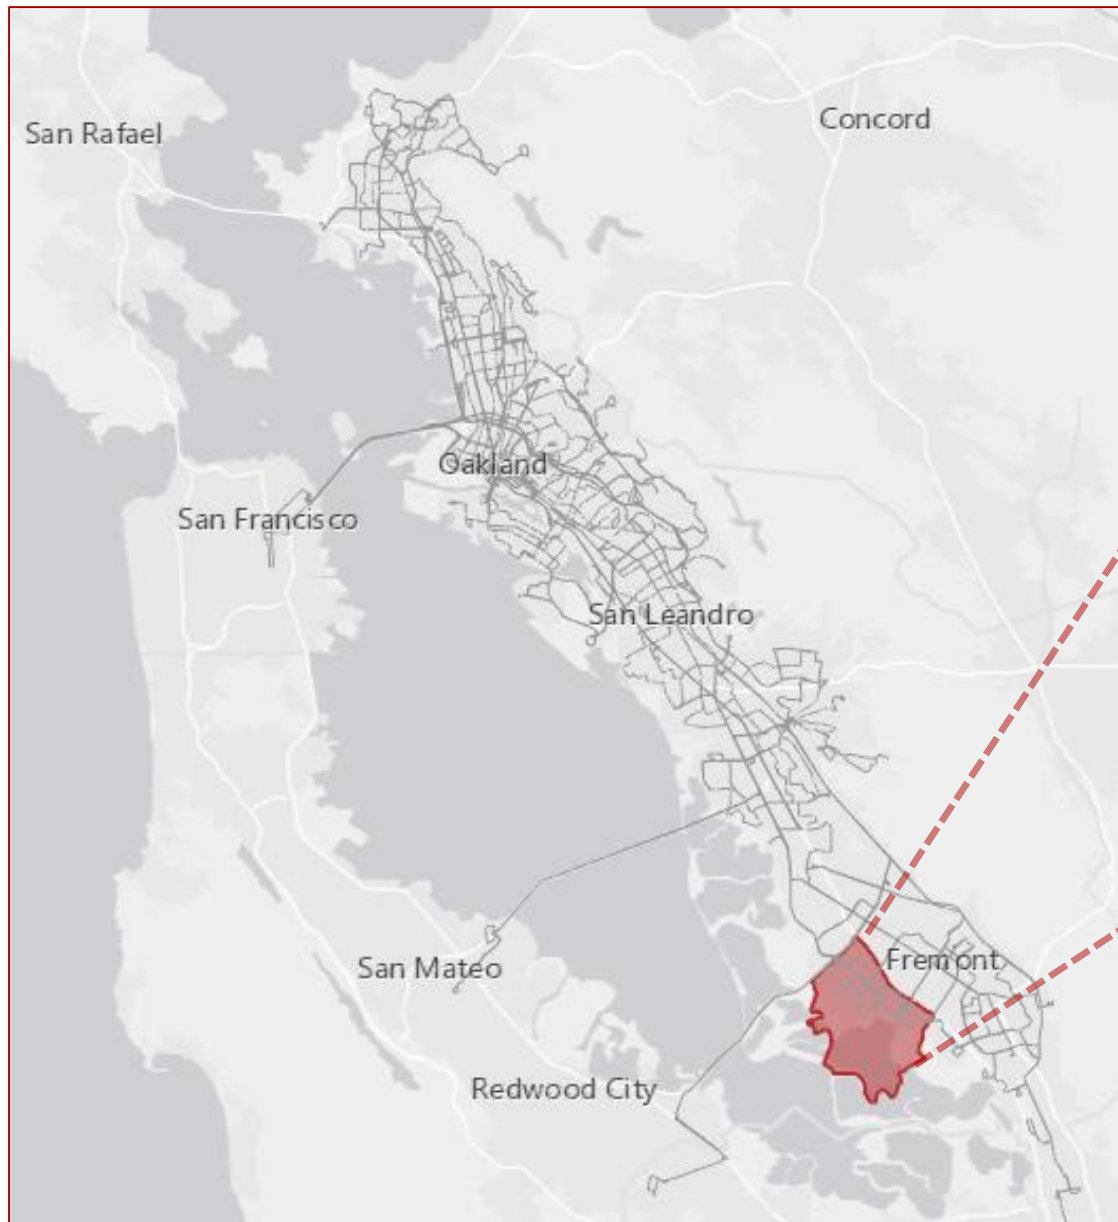 San Rafael
Concord
Oakland
San Francisco
San Leandro
Fremont
San Mateo
Redwood City